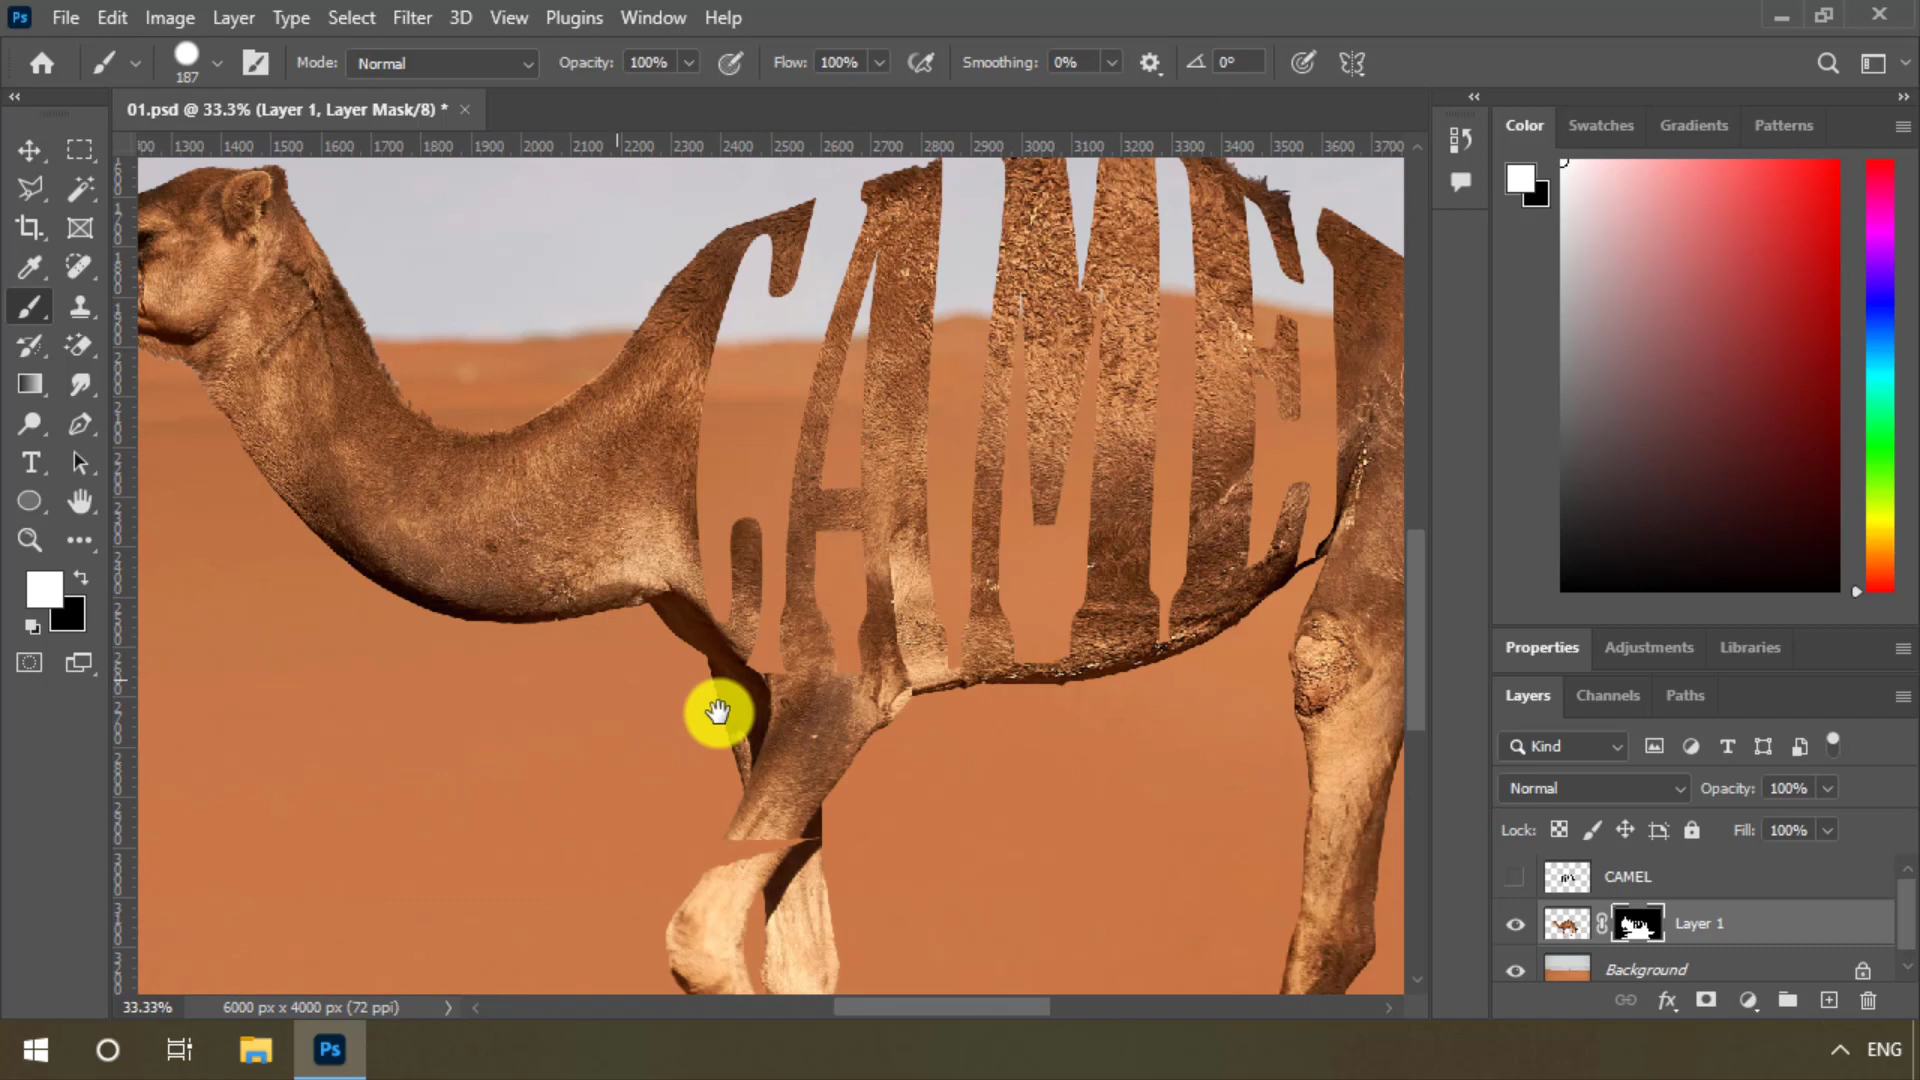 Ps File Edit Image Layer Select Filter 3D View Plugins Window Help
187 Mode: Normal Opacity: 100% Flow: 100% Smoothing: 0% 0°
01.psd @ 33.3% (Layer 1, Layer Mask/8) *
1300 1400 1500 1600 1700 1800 1900 2000 2100 2200 2300 2400 2500 2600 2700 2800 2900 3000 3100 3200 3300 3400 3500 3600 3700
Color Swatches Gradients Patterns
CAMEL
Properties Adjustments Libraries
Layers Channels Paths
Kind
Normal Opacity: 100%
Lock: Fill: 100%
CAMEL
Layer 1
Background
33.33% 6000 px x 4000 px (72 ppi)
Ps ENG